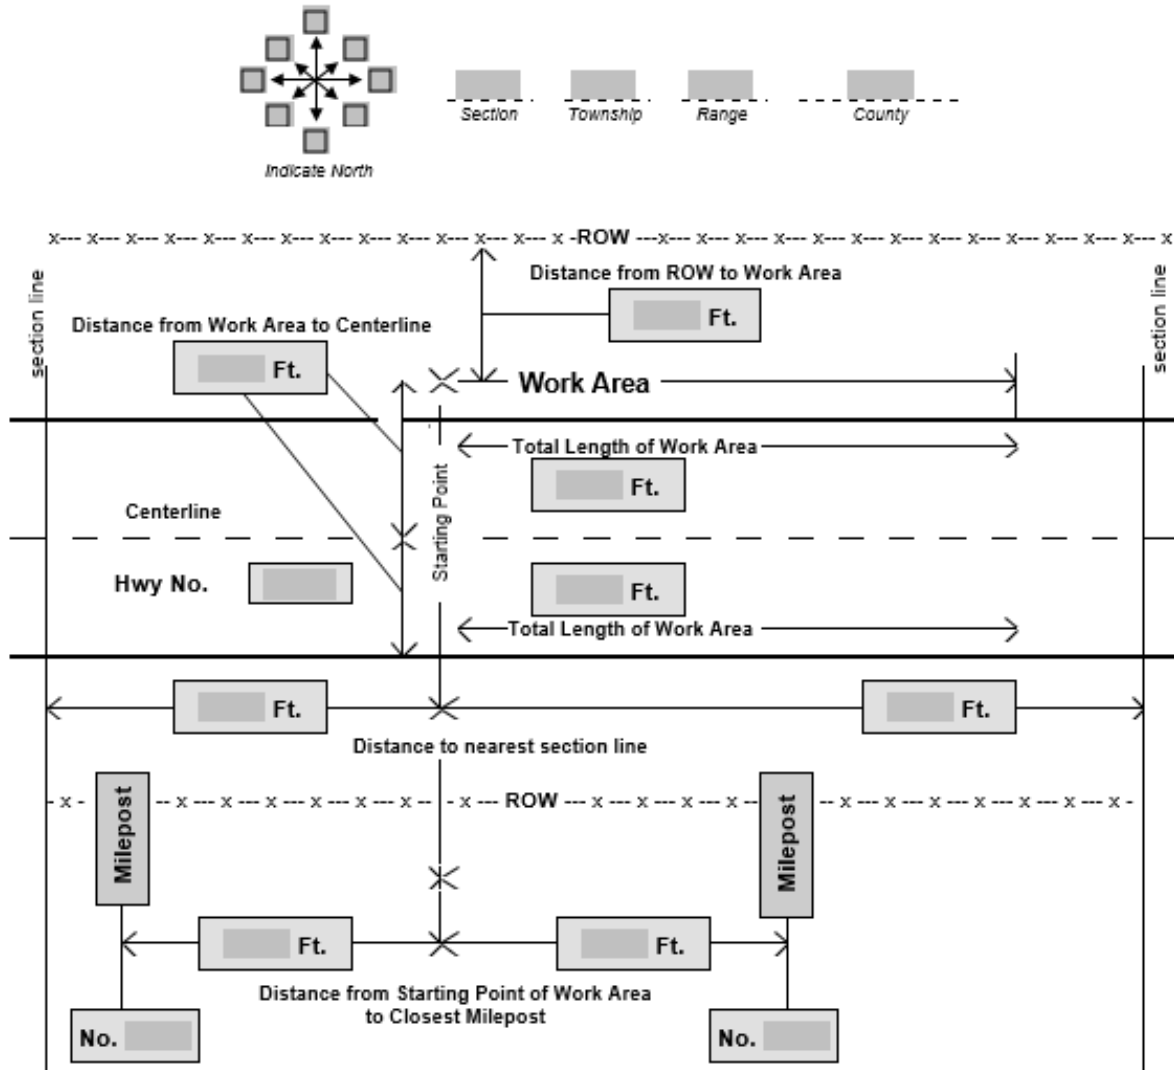 Section Township Range County
Indicate North
x--- x--- x--- x--- x--- x--- x--- x--- x--- x--- x--- x--- x--- x -ROW ---x--- x--- x--- x--- x--- x--- x--- x--- x--- x--- x--- x--- x--- x
section line
section line
Distance from ROW to Work Area
Ft.
Distance from Work Area to Centerline
Ft.
Work Area
Total Length of Work Area
Ft.
Starting Point
Centerline
Hwy No.
Ft.
Total Length of Work Area
Ft.
Ft.
Distance to nearest section line
- x - --- x --- x --- x --- x --- x --- x --- x --- -x --- ROW --- x --- x --- x --- x --- x --- x --- x --- x --- x --- x --- x
Milepost
Milepost
Ft.
Ft.
Distance from Starting Point of Work Area
to Closest Milepost
No.
No.